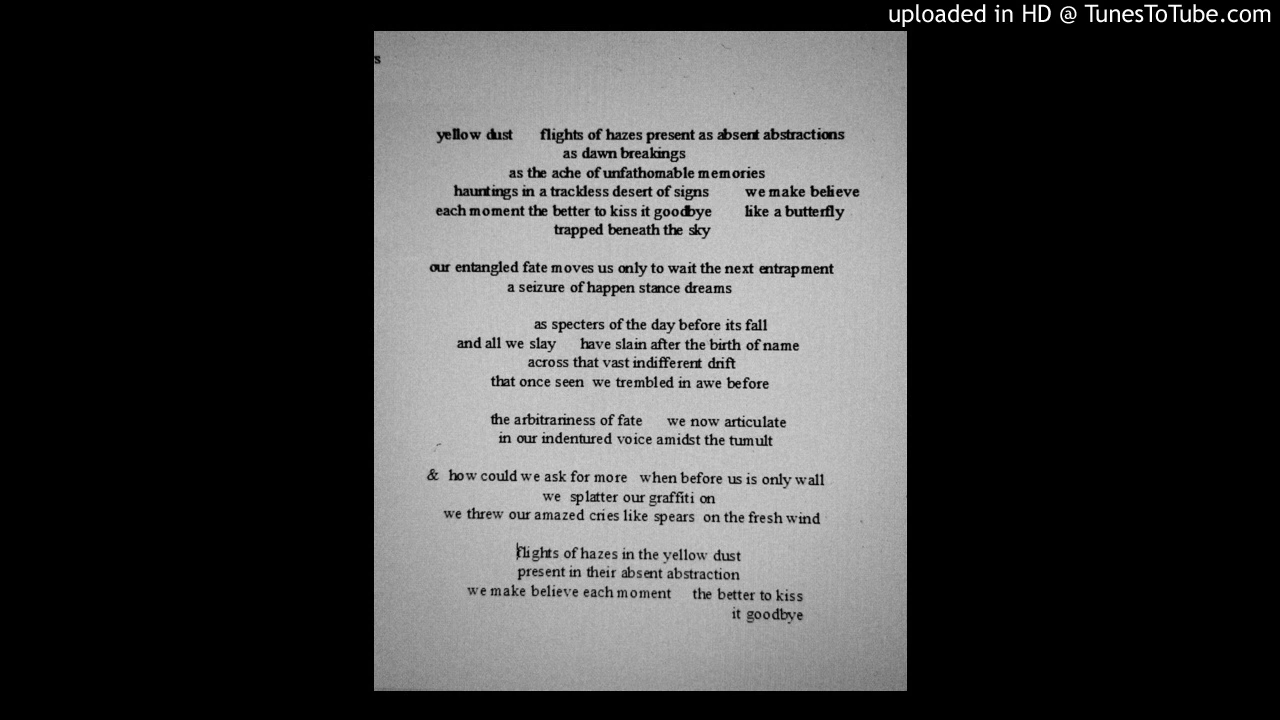 uploaded in HD @ TunesToTube.com
s
yellow dust flights of hazes present as absent abstractions
as dawn breakings
as the ache of unfathomable memories
hauntings in a trackless desert of signs we make believe
each moment the better to kiss it goodbye like a butterfly
trapped beneath the sky
our entangled fate moves us only to wait the next entrapment
a seizure of happen stance dreams
as specters of the day before its fall
and all we slay have slain after the birth of name
across that vast indifferent drift
that once seen we trembled in awe before
the arbitrariness of fate we now articulate
in our indentured voice amidst the tumult
& how could we ask for more when before us is only wall
we splatter our graffiti on
we threw our amazed cries like spears on the fresh wind
flights of hazes in the yellow dust
present in their absent abstraction
we make believe each moment the better to kiss
it goodbye